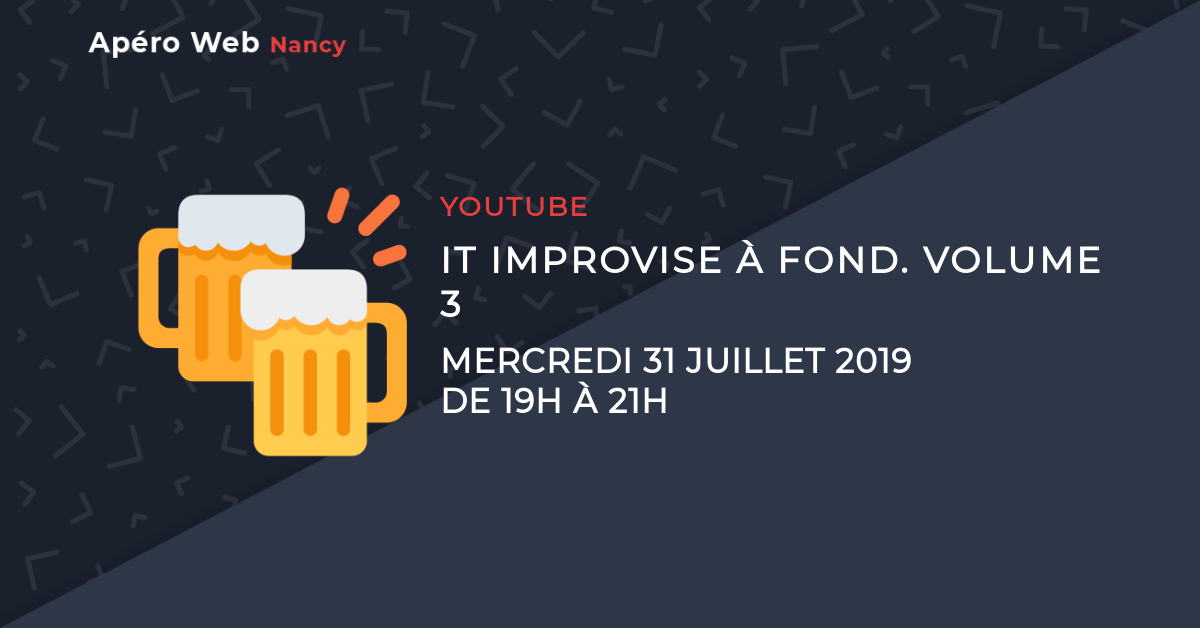 Apéro Web Nancy
YOUTUBE
IT IMPROVISE À FOND. VOLUME
3
MERCREDI 31 JUILLET 2019
DE 19H À 21H